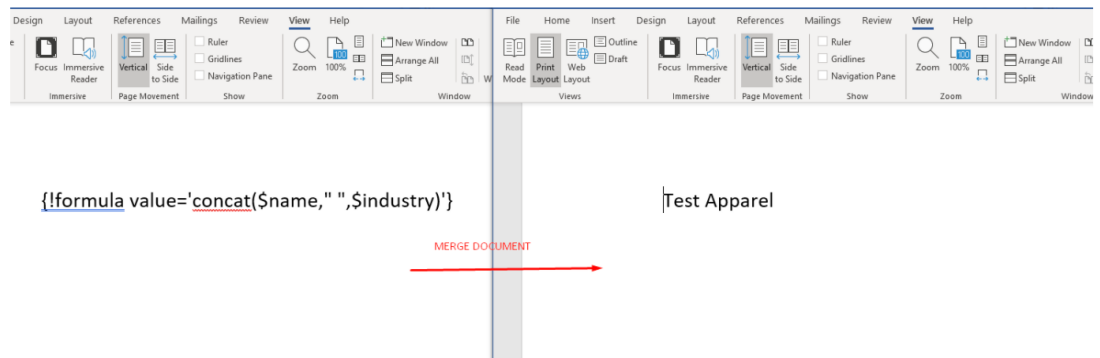 Design Layout References Mailings Review View Help
Focus Immersive Reader
Immersive
Vertical Side to Side
Page Movement
Ruler
Gridlines
Navigation Pane
Show
Zoom 100%
100
Zoom
New Window
Arrange All
Split
W
Window
File Home Insert Design Layout References Mailings Review View Help
Read Mode Print Layout Web Layout
Outline
Draft
Views
Focus Immersive Reader
Immersive
Vertical Side to Side
Page Movement
Ruler
Gridlines
Navigation Pane
Show
Zoom 100%
100
Zoom
New Window
Arrange All
Split
Window
{!formula value='concat($name," ",$industry)'}
Test Apparel
MERGE DOCUMENT